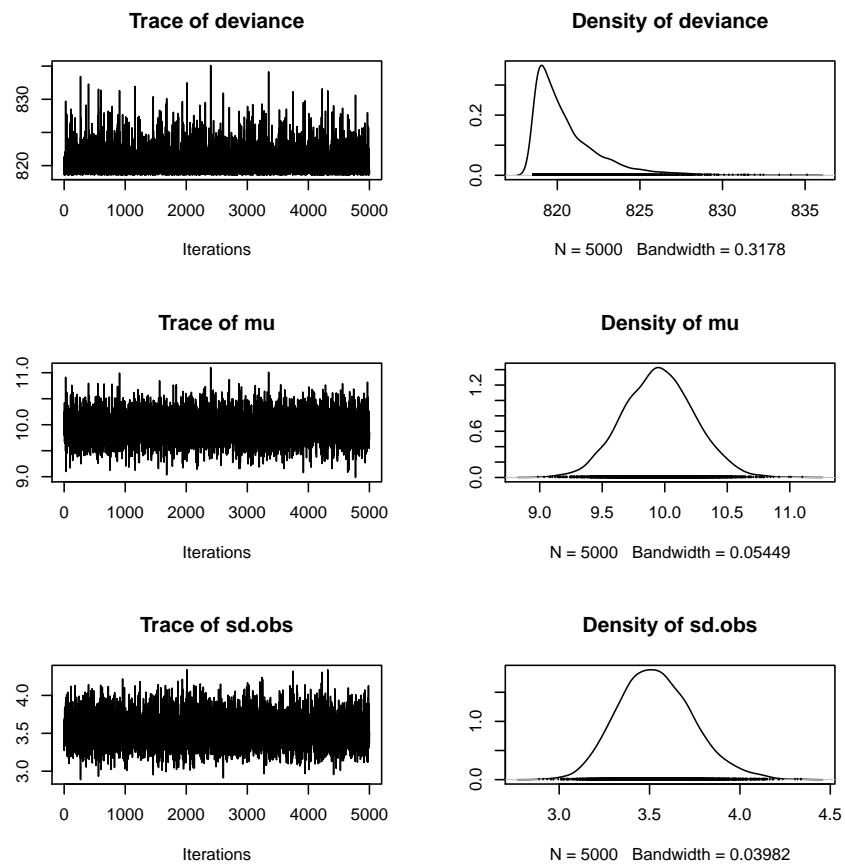 Trace of deviance
820 830
0 1000 2000 3000 4000 5000
Iterations
Density of deviance
0.0 0.2
820 825 830 835
N = 5000 Bandwidth = 0.3178
Trace of mu
9.0 10.0 11.0
0 1000 2000 3000 4000 5000
Iterations
Density of mu
0.0 0.6 1.2
9.0 9.5 10.0 10.5 11.0
N = 5000 Bandwidth = 0.05449
Trace of sd.obs
3.0 3.5 4.0
0 1000 2000 3000 4000 5000
Iterations
Density of sd.obs
0.0 1.0
3.0 3.5 4.0 4.5
N = 5000 Bandwidth = 0.03982